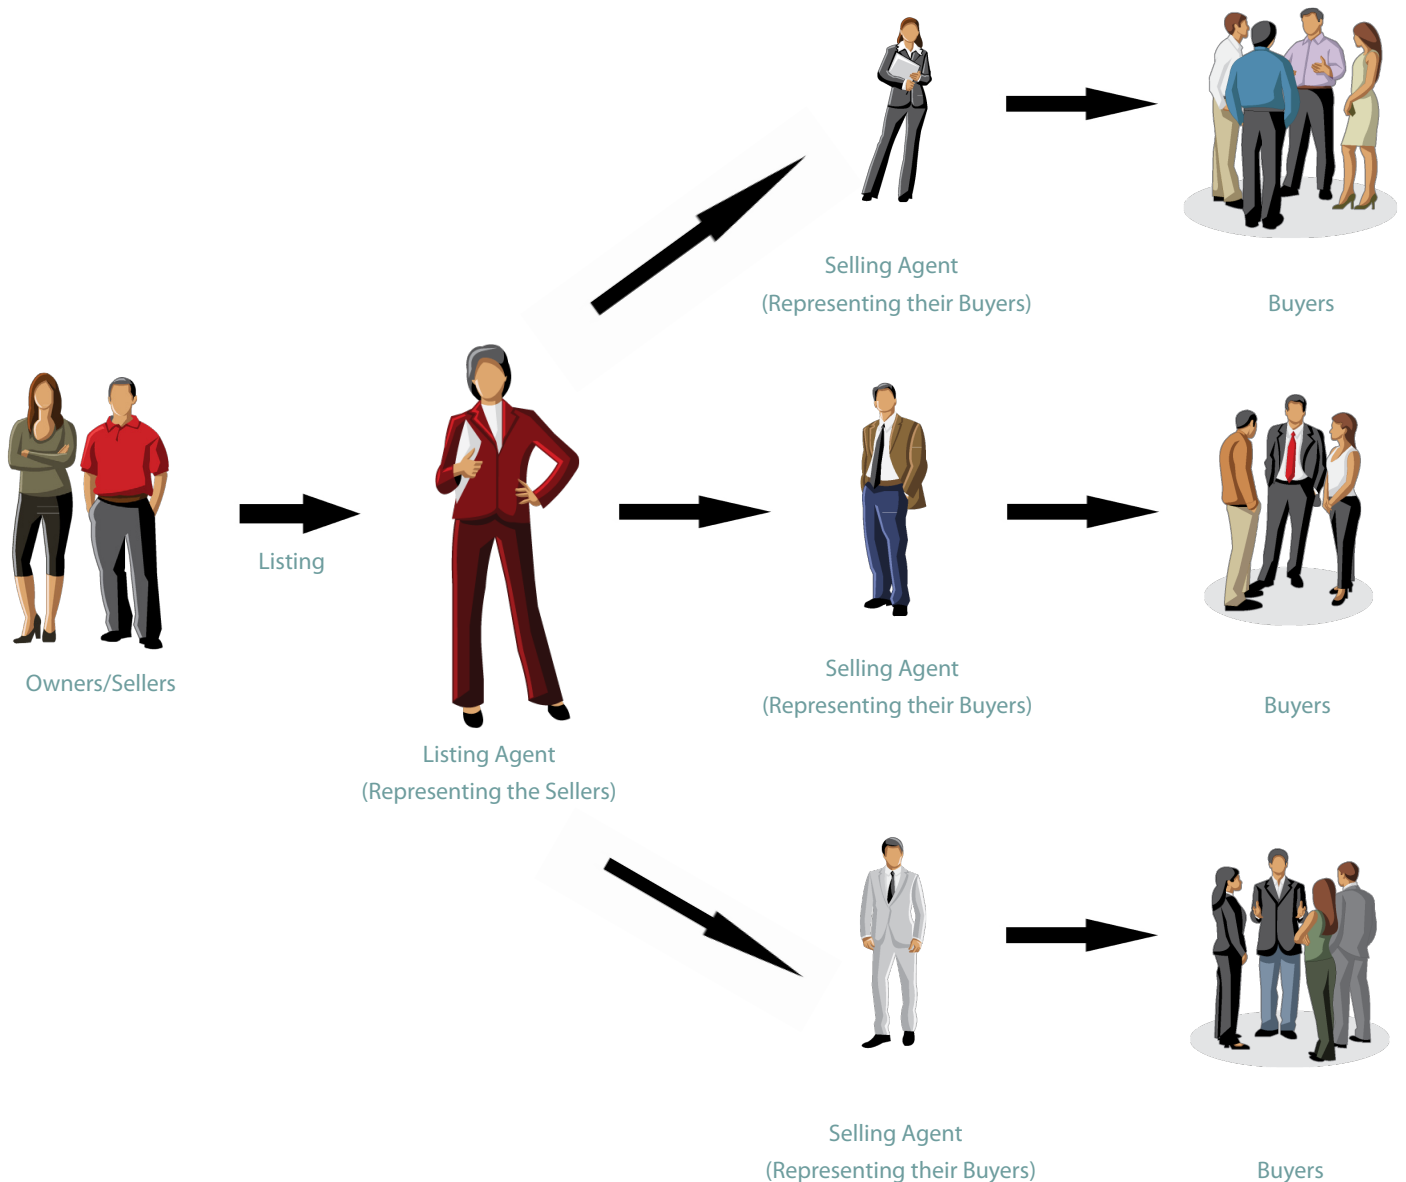 Selling Agent
(Representing their Buyers)
Buyers
Listing
Owners/Sellers
Selling Agent
(Representing their Buyers)
Buyers
Listing Agent
(Representing the Sellers)
Selling Agent
(Representing their Buyers)
Buyers